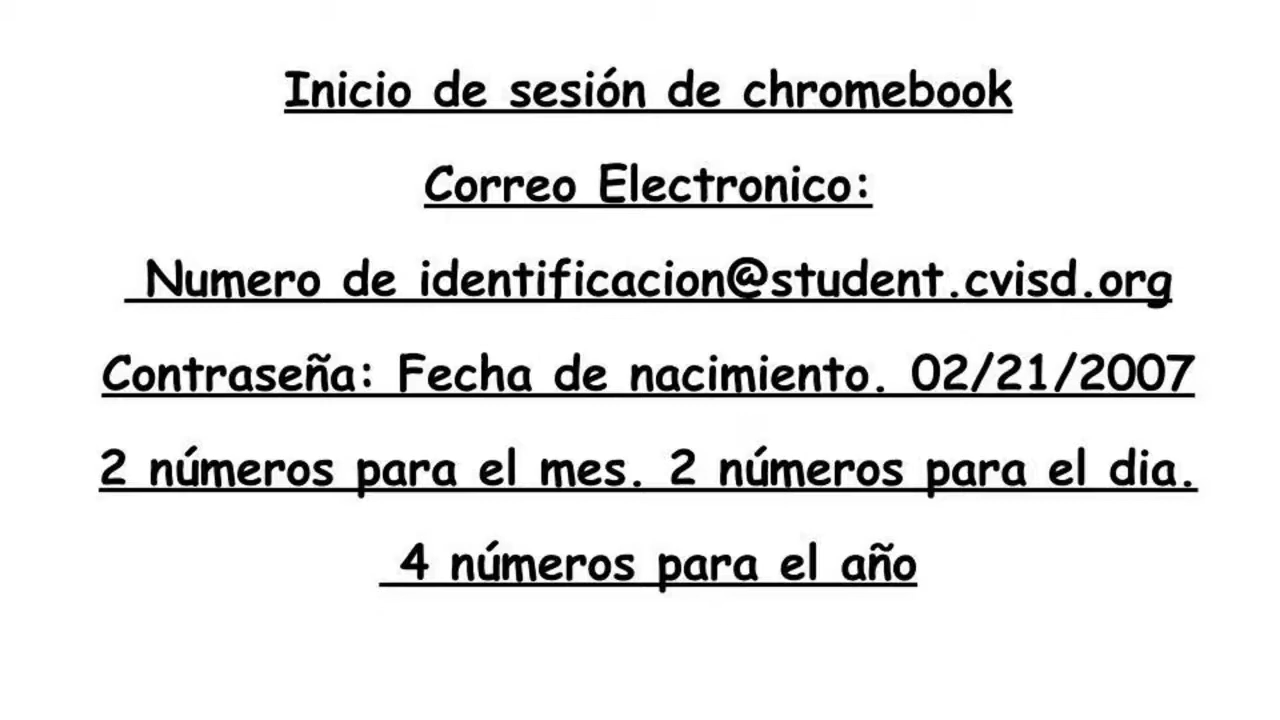 Inicio de sesión de chromebook
Correo Electronico:
Numero de identificacion@student.cvisd.org
Contraseña: Fecha de nacimiento. 02/21/2007
2 números para el mes. 2 números para el dia.
4 números para el año